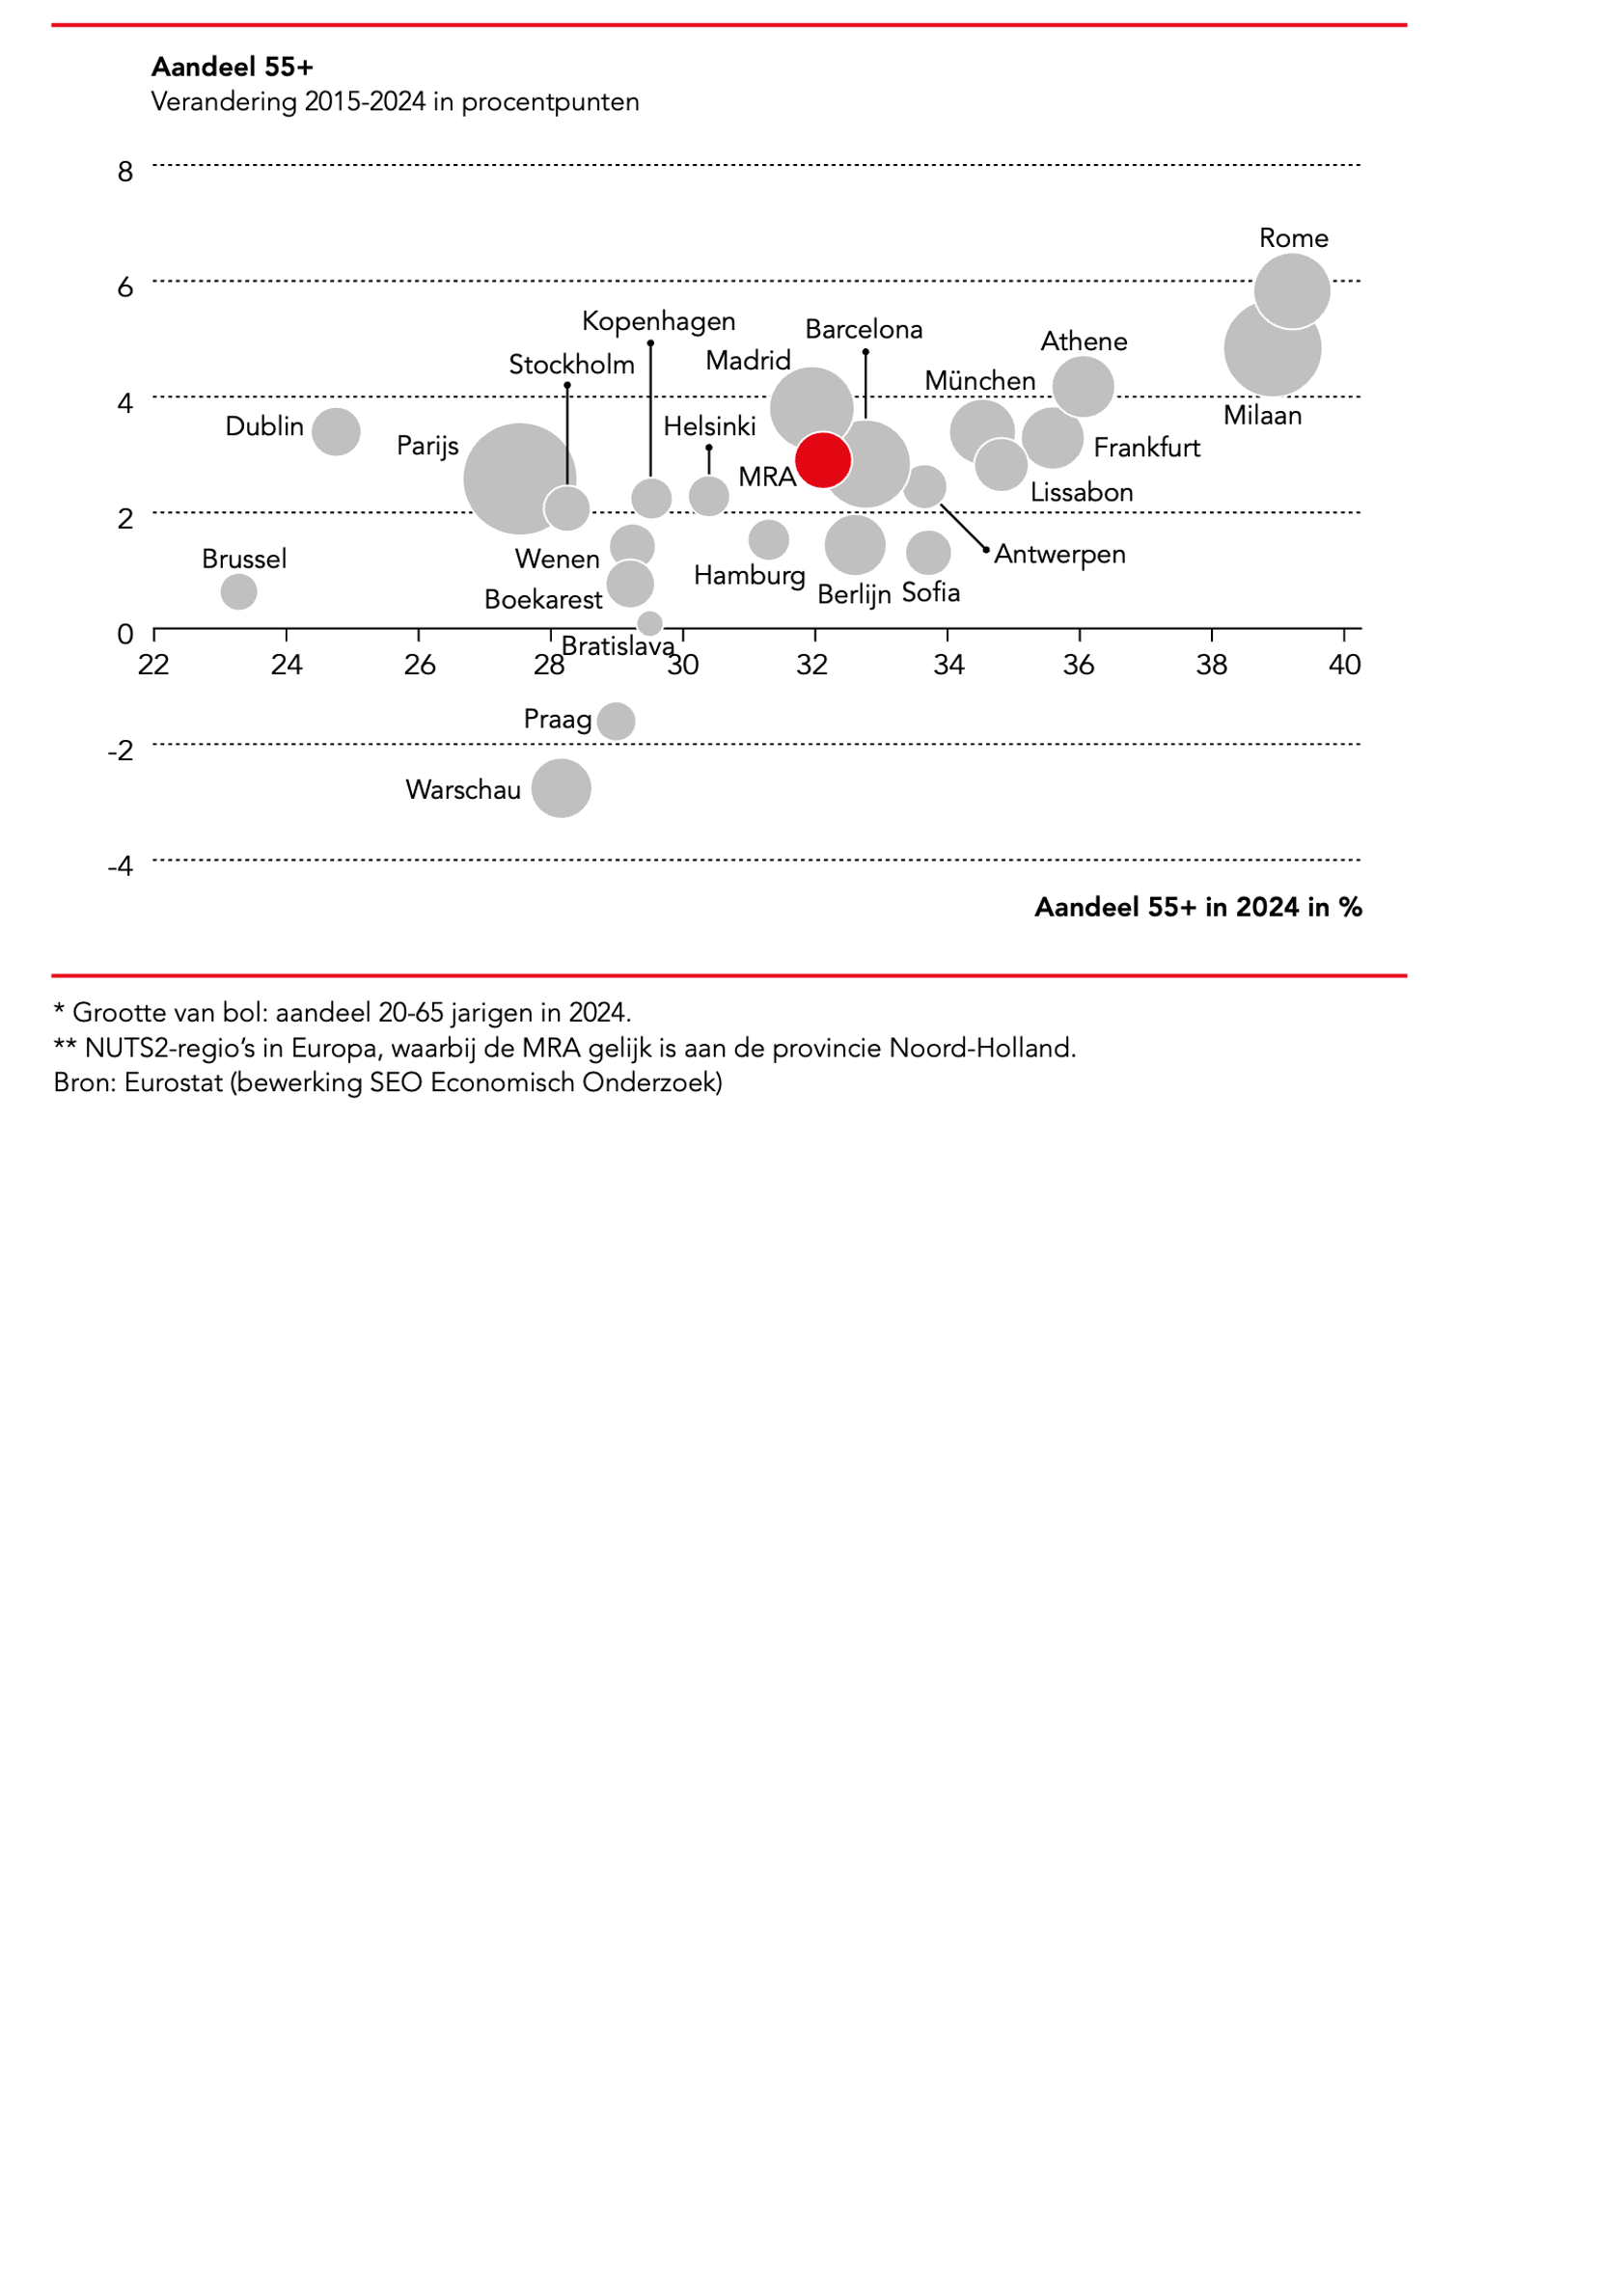 Aandeel 55+
Verandering 2015-2024 in procentpunten
8
Rome
6
Kopenhagen
Barcelona
Stockholm
Madrid
Athene
München
4
Milaan
Dublin
Parijs
Helsinki
Frankfurt
MRA
Lissabon
2
Brussel
Wenen
Antwerpen
Hamburg
Boekarest
Berlijn
Sofia
0
Bratislava
22 24 26 28 30 32 34 36 38 40
Praag
-2
Warschau
-4
Aandeel 55+ in 2024 in %
* Grootte van bol: aandeel 20-65 jarigen in 2024.
** NUTS2-regio’s in Europa, waarbij de MRA gelijk is aan de provincie Noord-Holland.
Bron: Eurostat (bewerking SEO Economisch Onderzoek)